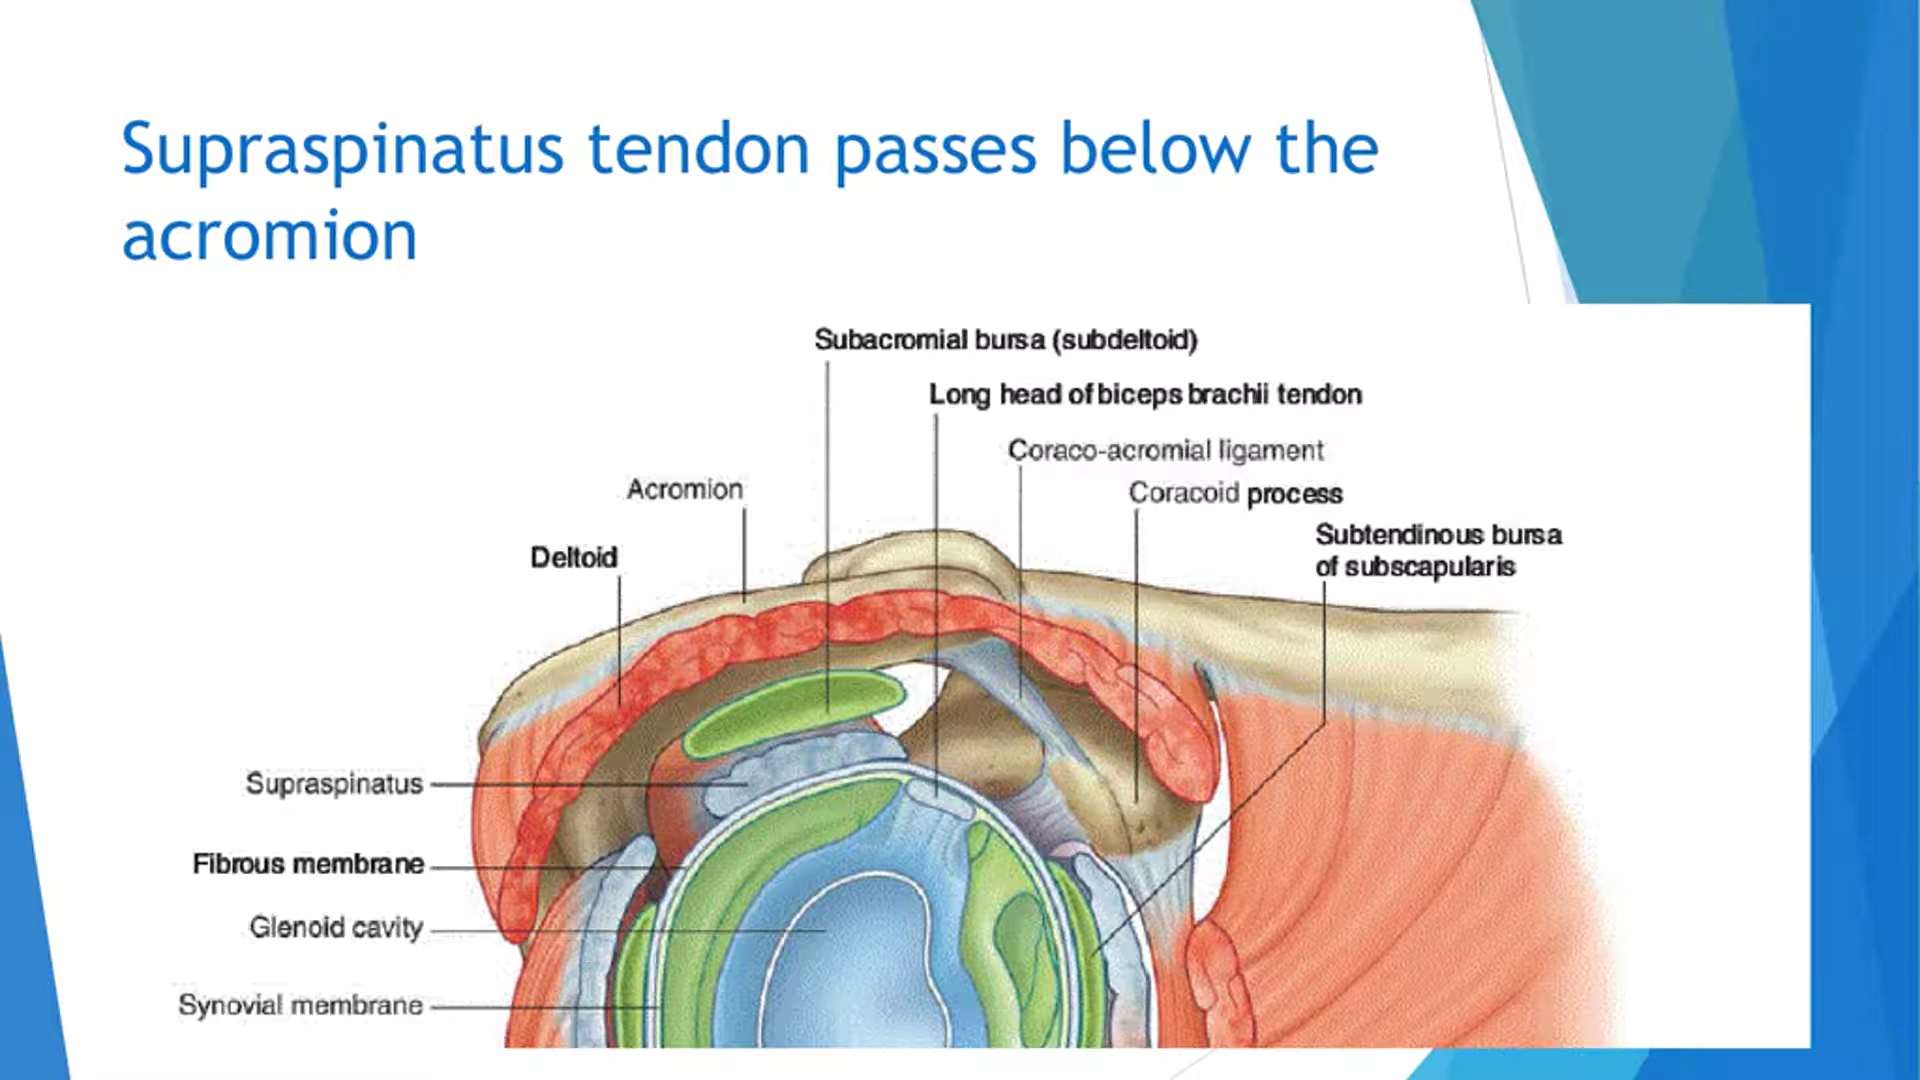 Supraspinatus tendon passes below the
acromion
Subacromial bursa (subdeltoid)
Long head of biceps brachii tendon
Coraco-acromial ligament
Acromion
Coracoid process
Subtendinous bursa
of subscapularis
Deltoid
Supraspinatus
Fibrous membrane
Glenoid cavity
Synovial membrane